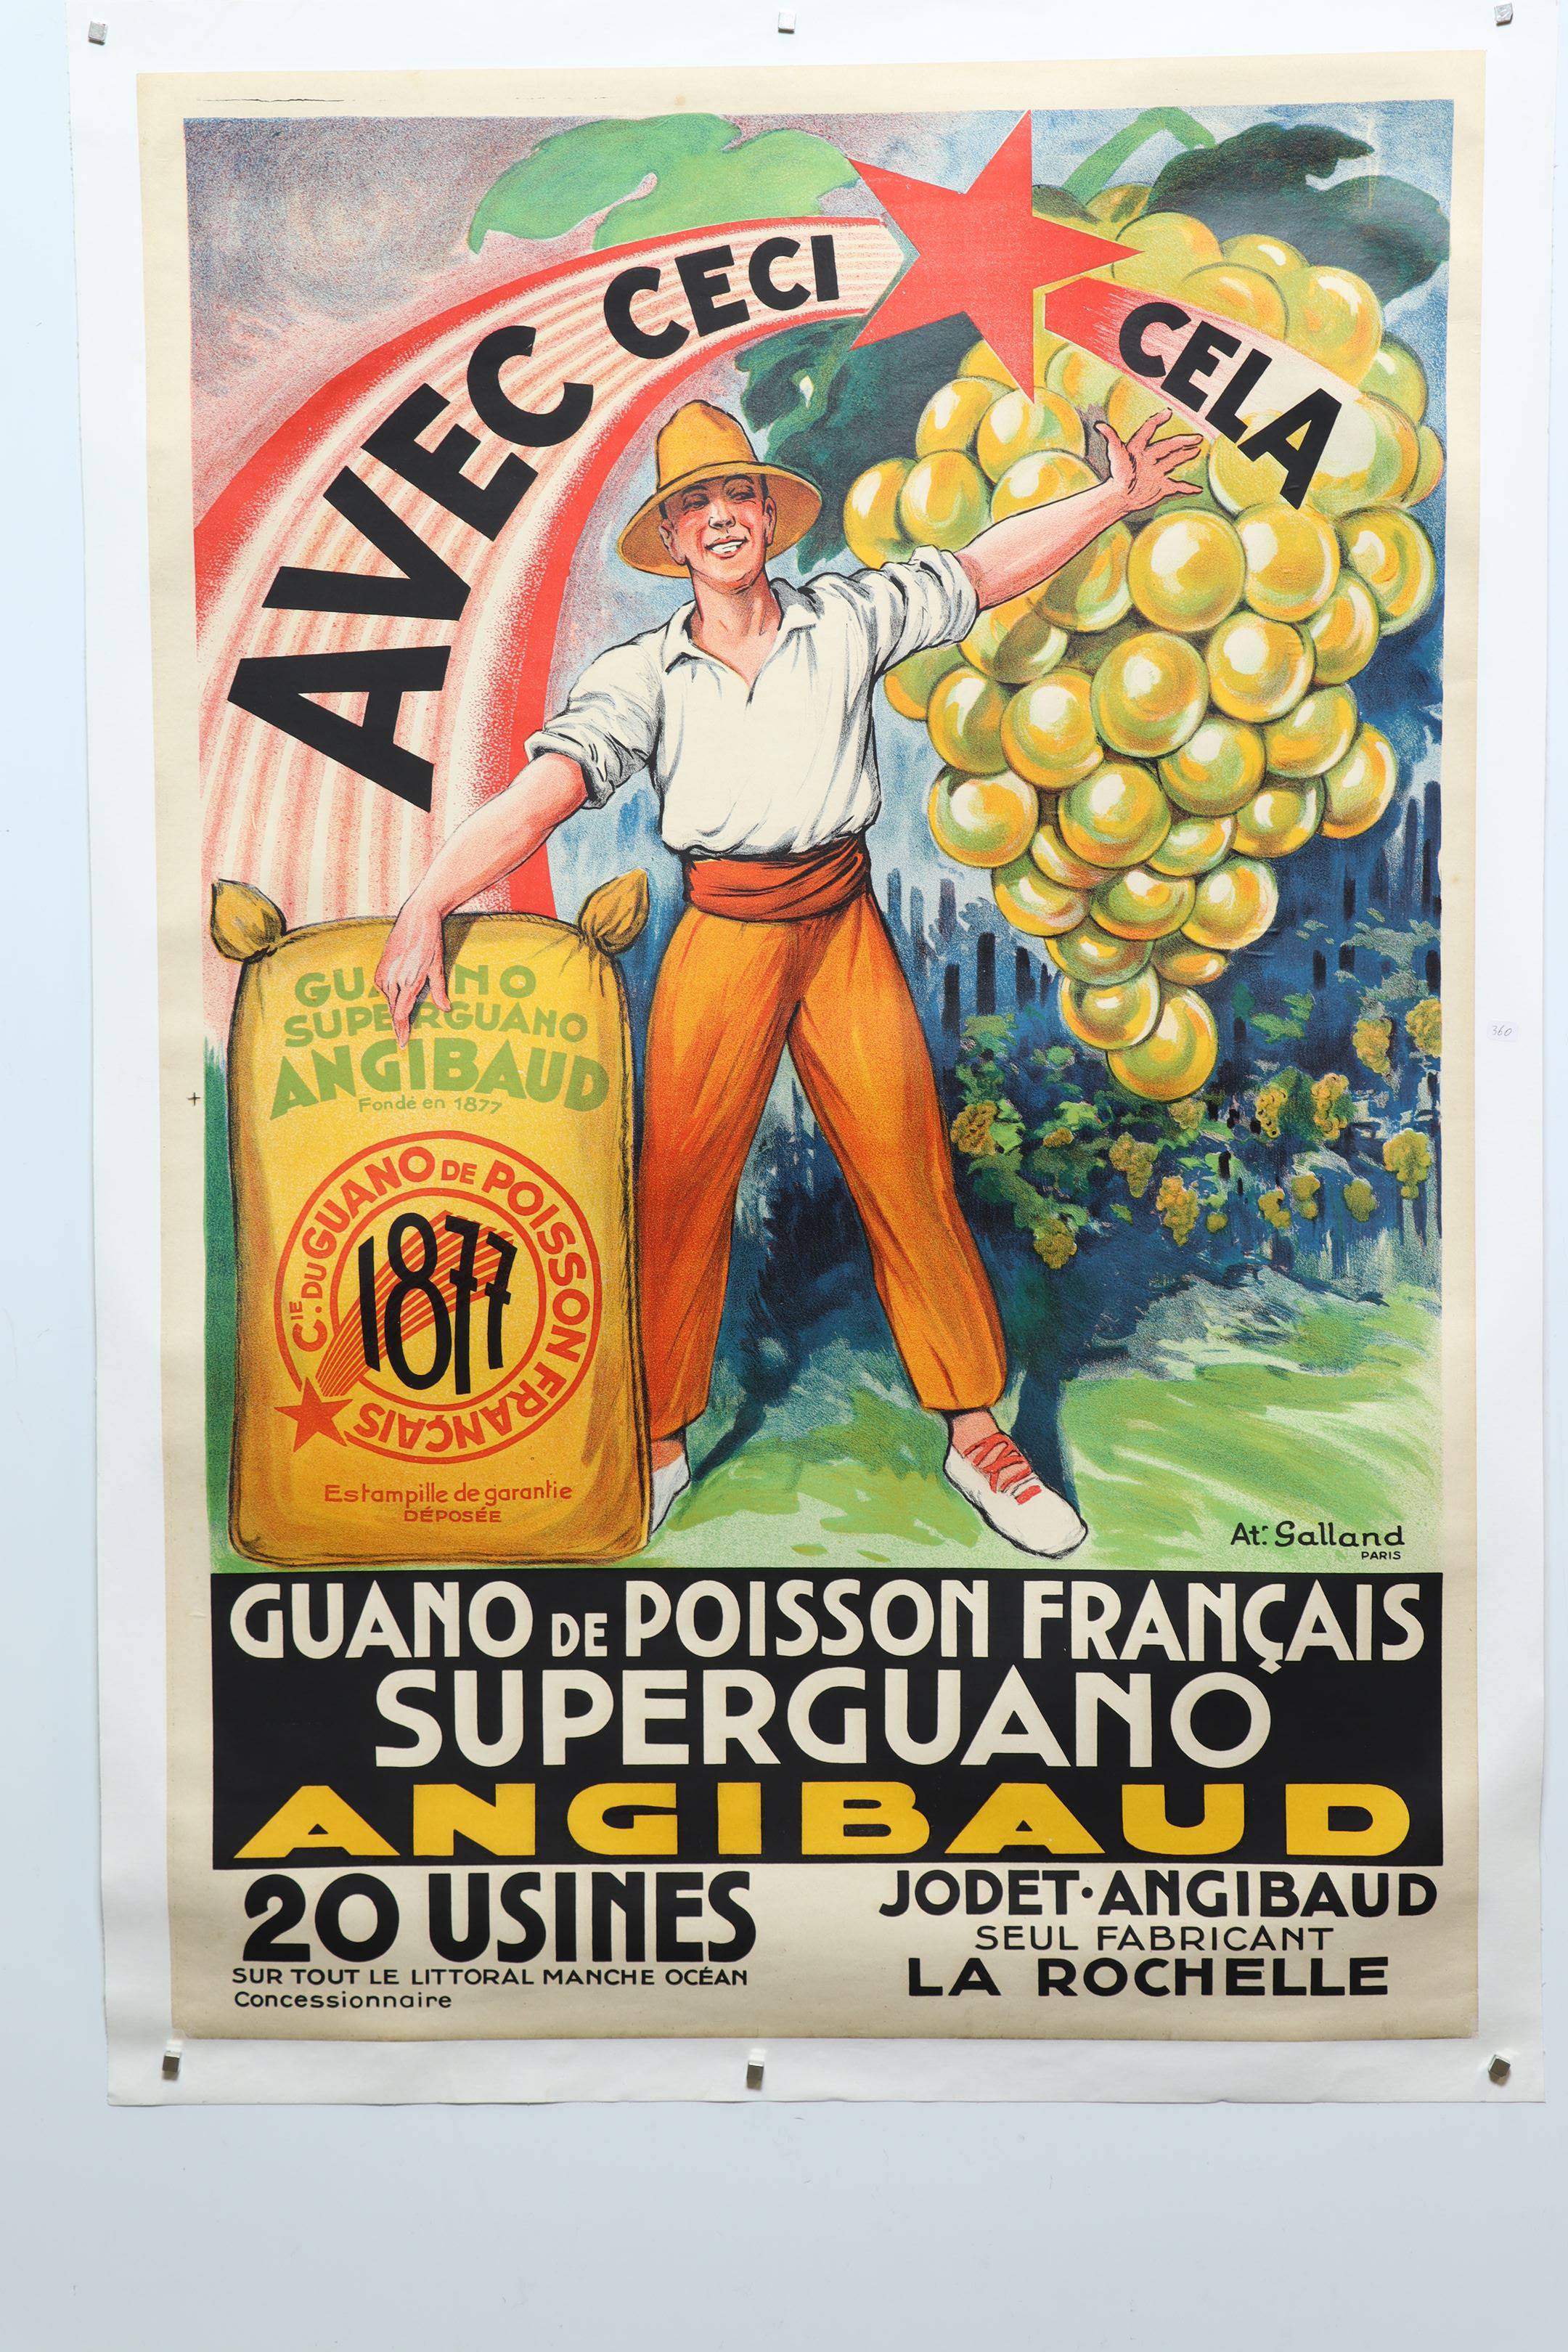 AVEC CECI
CELA
GUANO
SUPERGUANO
ANGIBAUD
Fondé en 1877
CIE. DU GUANO DE POISSON FRANÇAIS
1877
Estampille de garantie
DÉPOSÉE
Atr. Galland
PARIS
360
GUANO DE POISSON FRANÇAIS
SUPERGUANO
ANGIBAUD
20 USINES
SUR TOUT LE LITTORAL MANCHE OCÉAN
Concessionnaire
JODET·ANGIBAUD
SEUL FABRICANT
LA ROCHELLE